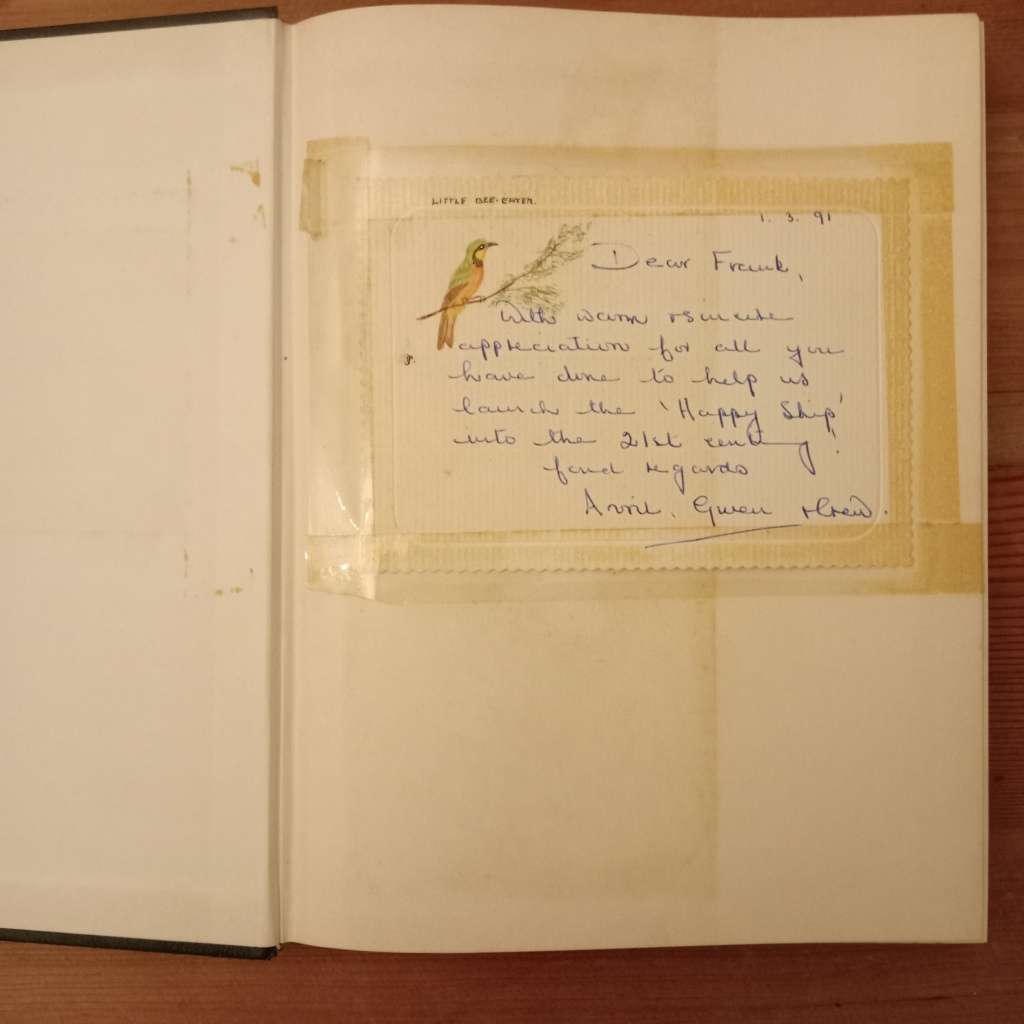 LITTLE BEE-EATER.
1. 3. 91
Dear Frank,
With warm + sincere
appreciation for all you
have done to help us
launch the 'Happy Ship'
into the 21st century!
fond regards
Avril, Gwen + Crew.